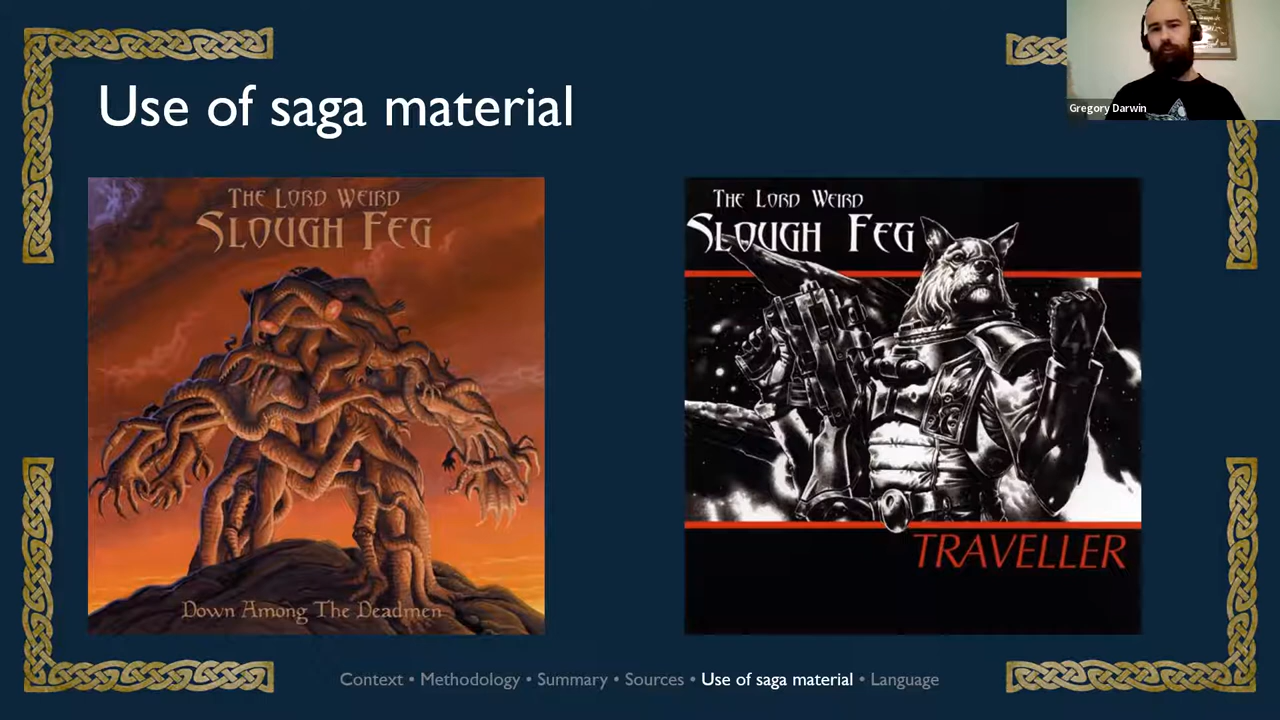 Gregory Darwin
Use of saga material
The Lord Weird
Slough Feg
Down Among The Deadmen
The Lord Weird
Slough Feg
TRAVELLER
Context • Methodology • Summary • Sources • Use of saga material • Language